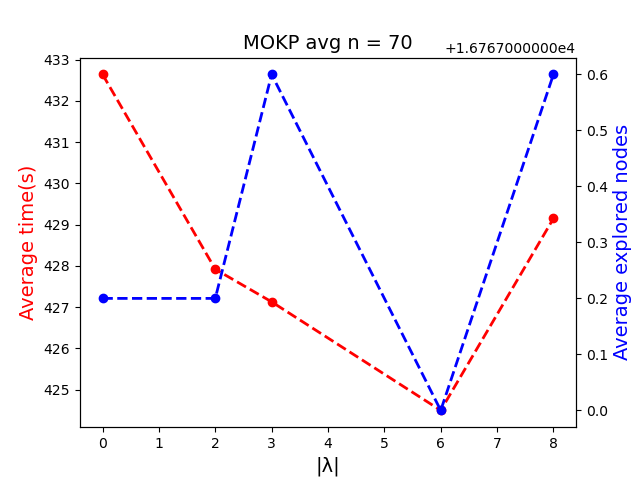 MOKP avg n = 70
+1.6767000000e4
433
432
431
430
429
428
427
426
425
Average time(s)
0.6
0.5
0.4
0.3
0.2
0.1
0.0
Average explored nodes
0 1 2 3 4 5 6 7 8
|λ|